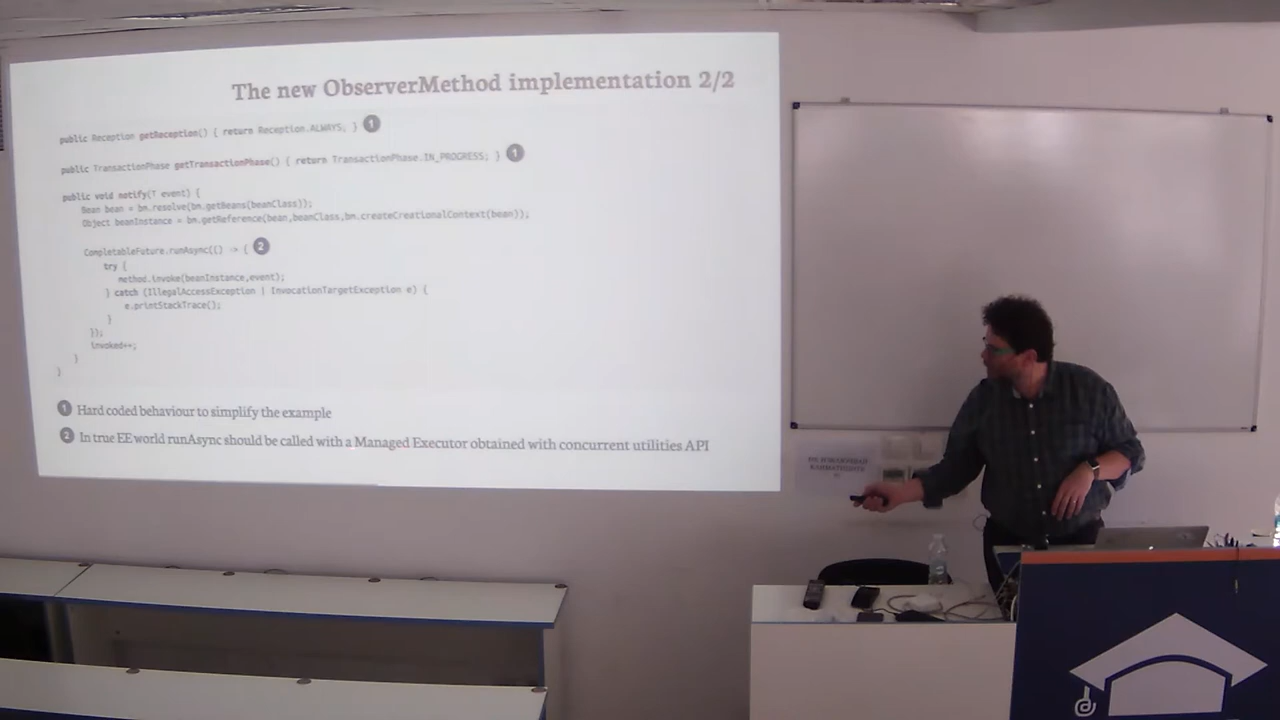 The new ObserverMethod implementation 2/2
public Reception getReception() { return Reception.ALWAYS; } 1
public TransactionPhase getTransactionPhase() { return TransactionPhase.IN_PROGRESS; } 1
public void notify(T event) {
Bean bean = bm.resolve(bm.getBeans(beanClass));
Object beanInstance = bm.getReference(bean,beanClass,bm.createCreationalContext(bean));
CompletableFuture.runAsync(() -> { 2
try {
method.invoke(beanInstance,event);
} catch (IllegalAccessException | InvocationTargetException e) {
e.printStackTrace();
}
});
invoked++;
}
}
1 Hard coded behaviour to simplify the example
2 In true EE world runAsync should be called with a Managed Executor obtained with concurrent utilities API